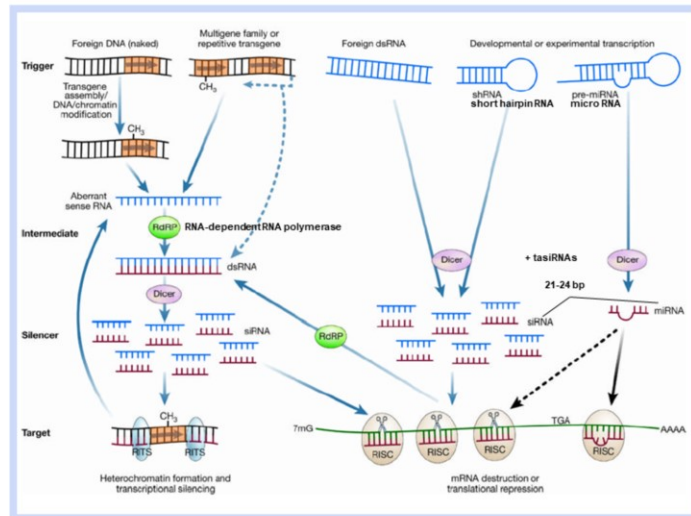 Foreign DNA (naked)
Multigene family or
repetitive transgene
Foreign dsRNA
Developmental or experimental transcription
Trigger
CH3
shRNA
short hairpin RNA
pre-miRNA
micro RNA
Transgene
assembly/
DNA/chromatin
modification
CH3
Aberrant
sense RNA
RdRP
RNA-dependent RNA polymerase
Intermediate
dsRNA
Dicer
Dicer
+ tasiRNAs
Dicer
21-24 bp
siRNA
siRNA
miRNA
Silencer
RdRP
CH3
Target
RITS
RITS
7mG
RISC
RISC
RISC
TGA
RISC
AAAA
Heterochromatin formation and
transcriptional silencing
mRNA destruction or
translational repression